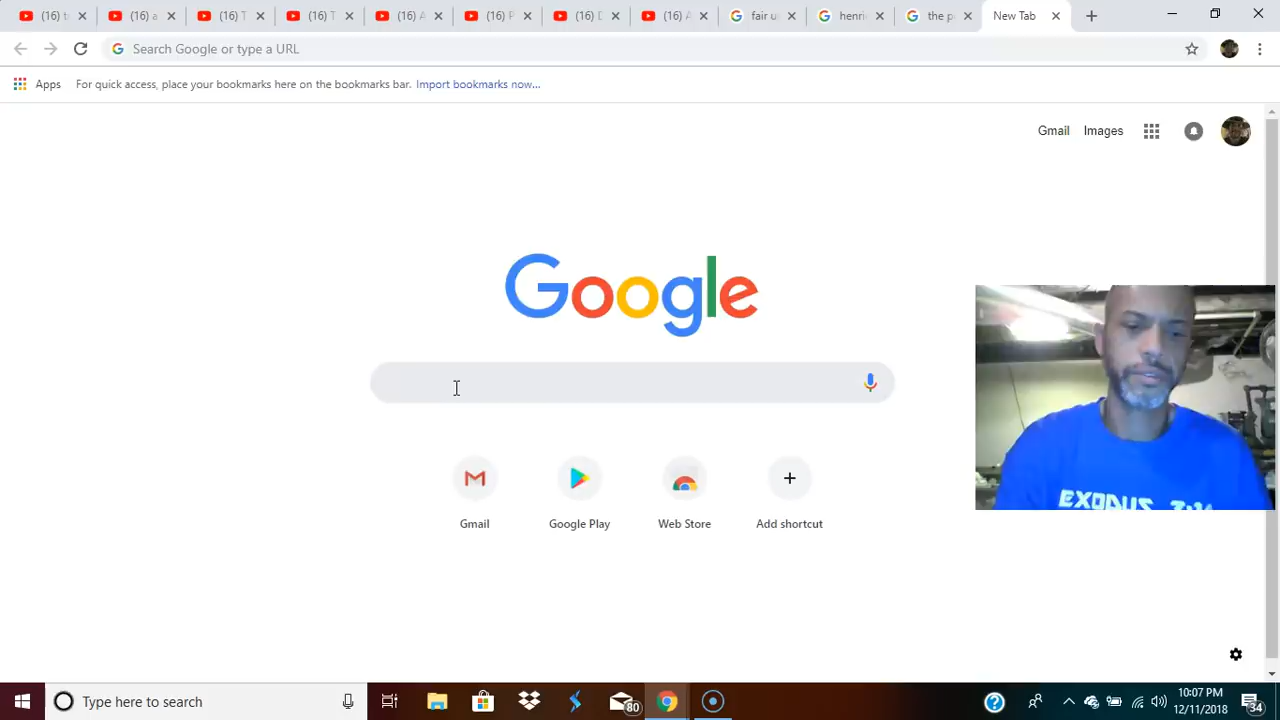 (16) t
(16) a
(16) T
(16) T
(16) A
(16) P
(16) D
(16) A
fair u
henri
the p
New Tab
Search Google or type a URL
Apps
For quick access, place your bookmarks here on the bookmarks bar. Import bookmarks now...
Gmail Images
Google
Gmail
Google Play
Web Store
Add shortcut
EXODUS
Type here to search
80
10:07 PM
12/11/2018
34